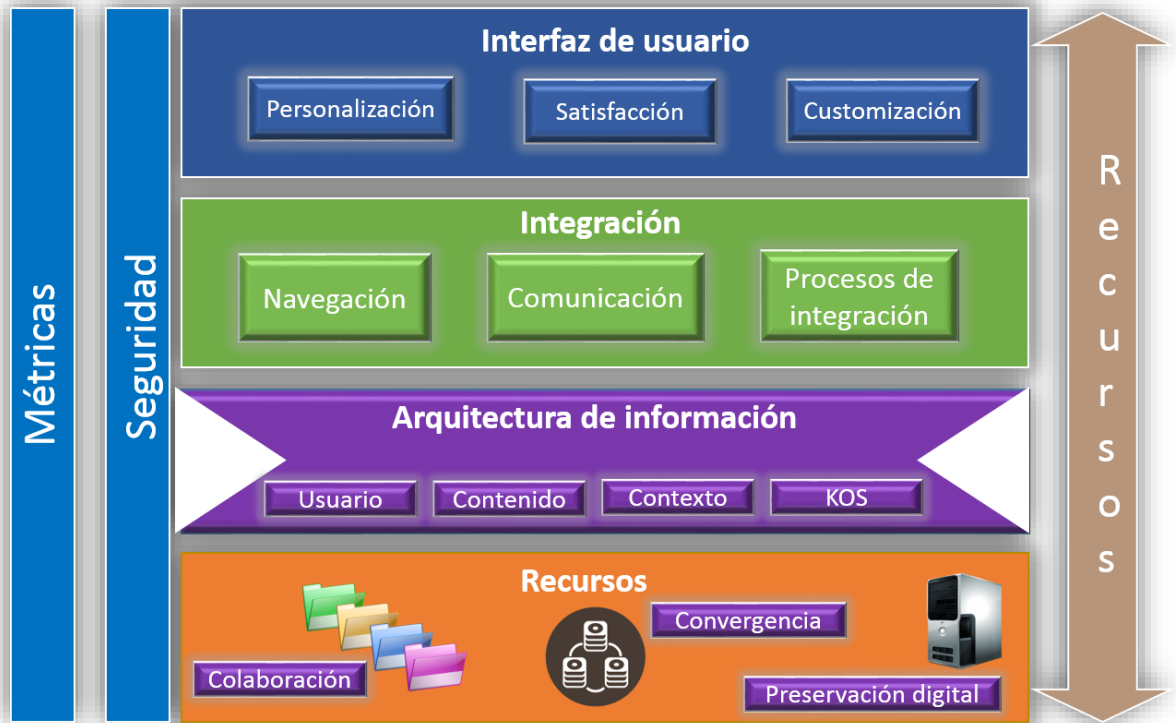 Métricas
Seguridad
Interfaz de usuario
Personalización
Satisfacción
Customización
Integración
Navegación
Comunicación
Procesos de
integración
Arquitectura de información
Usuario
Contenido
Contexto
KOS
Recursos
Convergencia
Colaboración
Preservación digital
Recursos